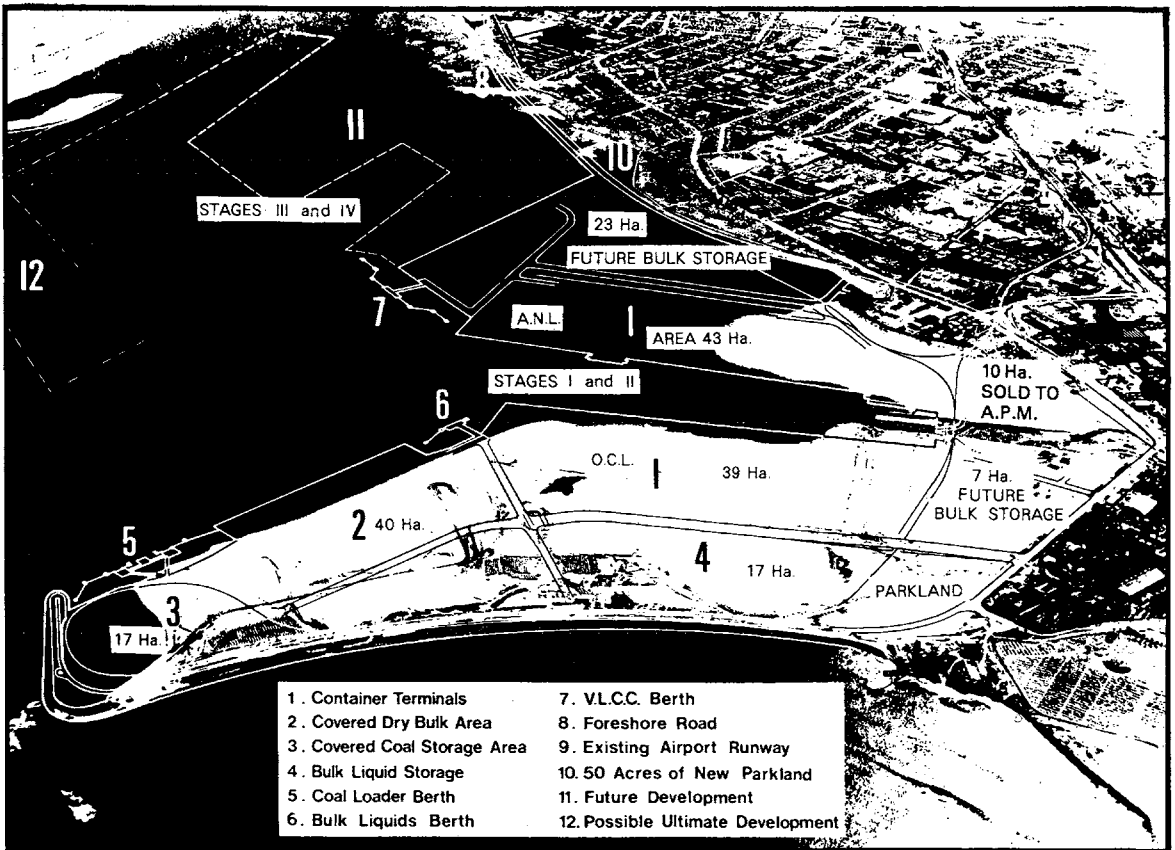 8
11
10
STAGES III and IV
23 Ha.
FUTURE BULK STORAGE
12
7
A.N.L.
1
AREA 43 Ha.
STAGES I and II
10 Ha.
SOLD TO
A.P.M.
6
O.C.L.
1
39 Ha.
7 Ha.
FUTURE
BULK STORAGE
2
40 Ha.
5
4
17 Ha.
PARKLAND
3
17 Ha.
1. Container Terminals
2. Covered Dry Bulk Area
3. Covered Coal Storage Area
4. Bulk Liquid Storage
5. Coal Loader Berth
6. Bulk Liquids Berth
7. V.L.C.C. Berth
8. Foreshore Road
9. Existing Airport Runway
10. 50 Acres of New Parkland
11. Future Development
12. Possible Ultimate Development